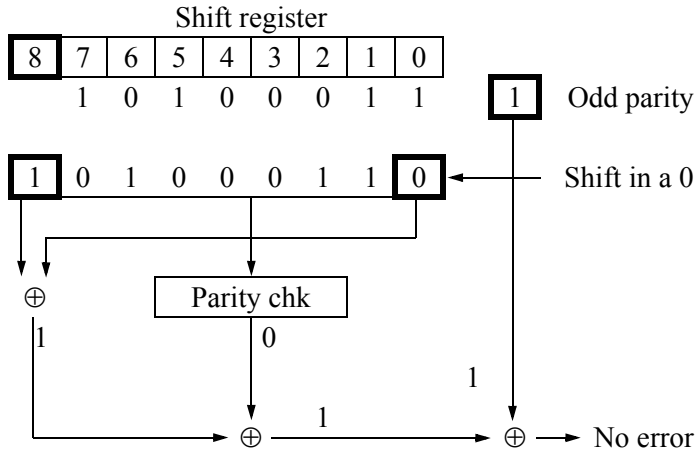 Shift register
8 7 6 5 4 3 2 1 0
1 0 1 0 0 0 1 1 1 Odd parity
1 0 1 0 0 0 1 1 0 Shift in a 0
⊕ Parity chk
1 0
1
1
⊕ ⊕ No error